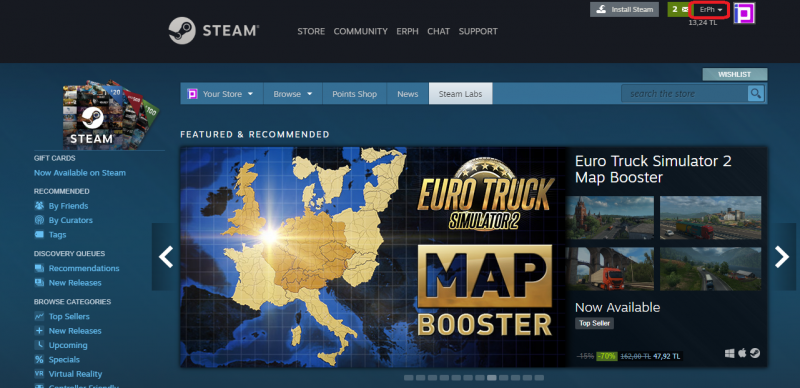 Install Steam
2
ErPh
13,24 TL
STEAM
STORE COMMUNITY ERPH CHAT SUPPORT
WISHLIST
Your Store Browse Points Shop News Steam Labs
search the store
STEAM
FEATURED & RECOMMENDED
GIFT CARDS
Now Available on Steam
RECOMMENDED
By Friends
By Curators
Tags
DISCOVERY QUEUES
Recommendations
New Releases
BROWSE CATEGORIES
Top Sellers
New Releases
Upcoming
Specials
Virtual Reality
Controller Friendly
EURO TRUCK
SIMULATOR 2
MAP
BOOSTER
Euro Truck Simulator 2
Map Booster
Now Available
Top Seller
-15% -70% 162,00 TL 47,92 TL